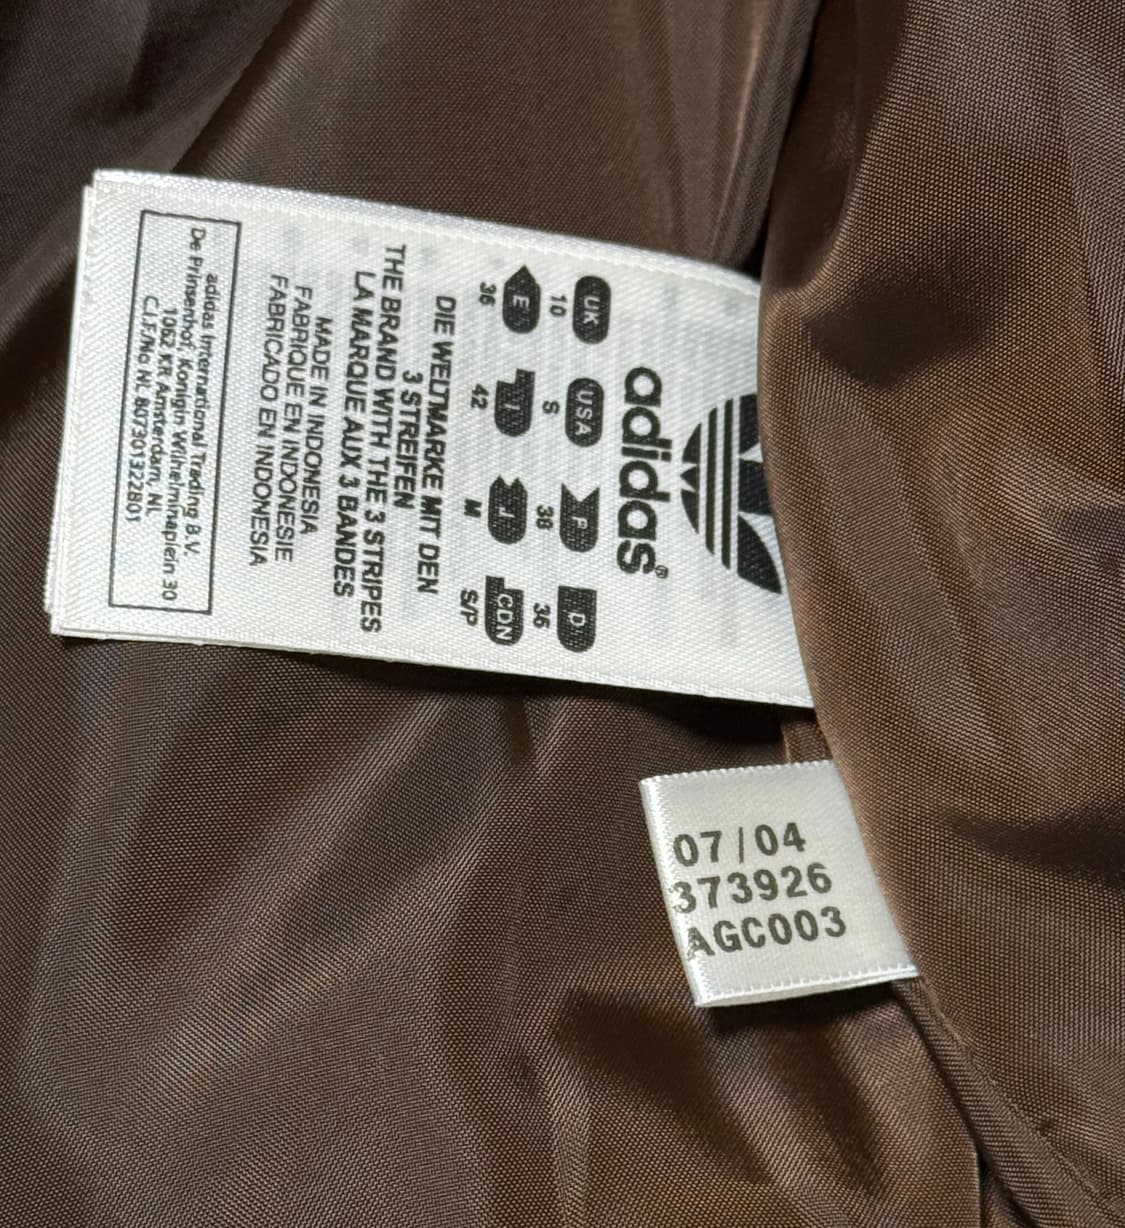 adidas®
UK USA F D
10 S 38 36
E I J CDN
36 42 M S/P
DIE WELTMARKE MIT DEN
3 STREIFEN
THE BRAND WITH THE 3 STRIPES
LA MARQUE AUX 3 BANDES
MADE IN INDONESIA
FABRIQUE EN INDONESIE
FABRICADO EN INDONESIA
adidas International Trading B.V.
De Prinsenhof, Konigin Wilhelminaplein 30
1062 KR Amsterdam, NL
C.I.F/No NL 807301322B01
07/04
373926
AGC003